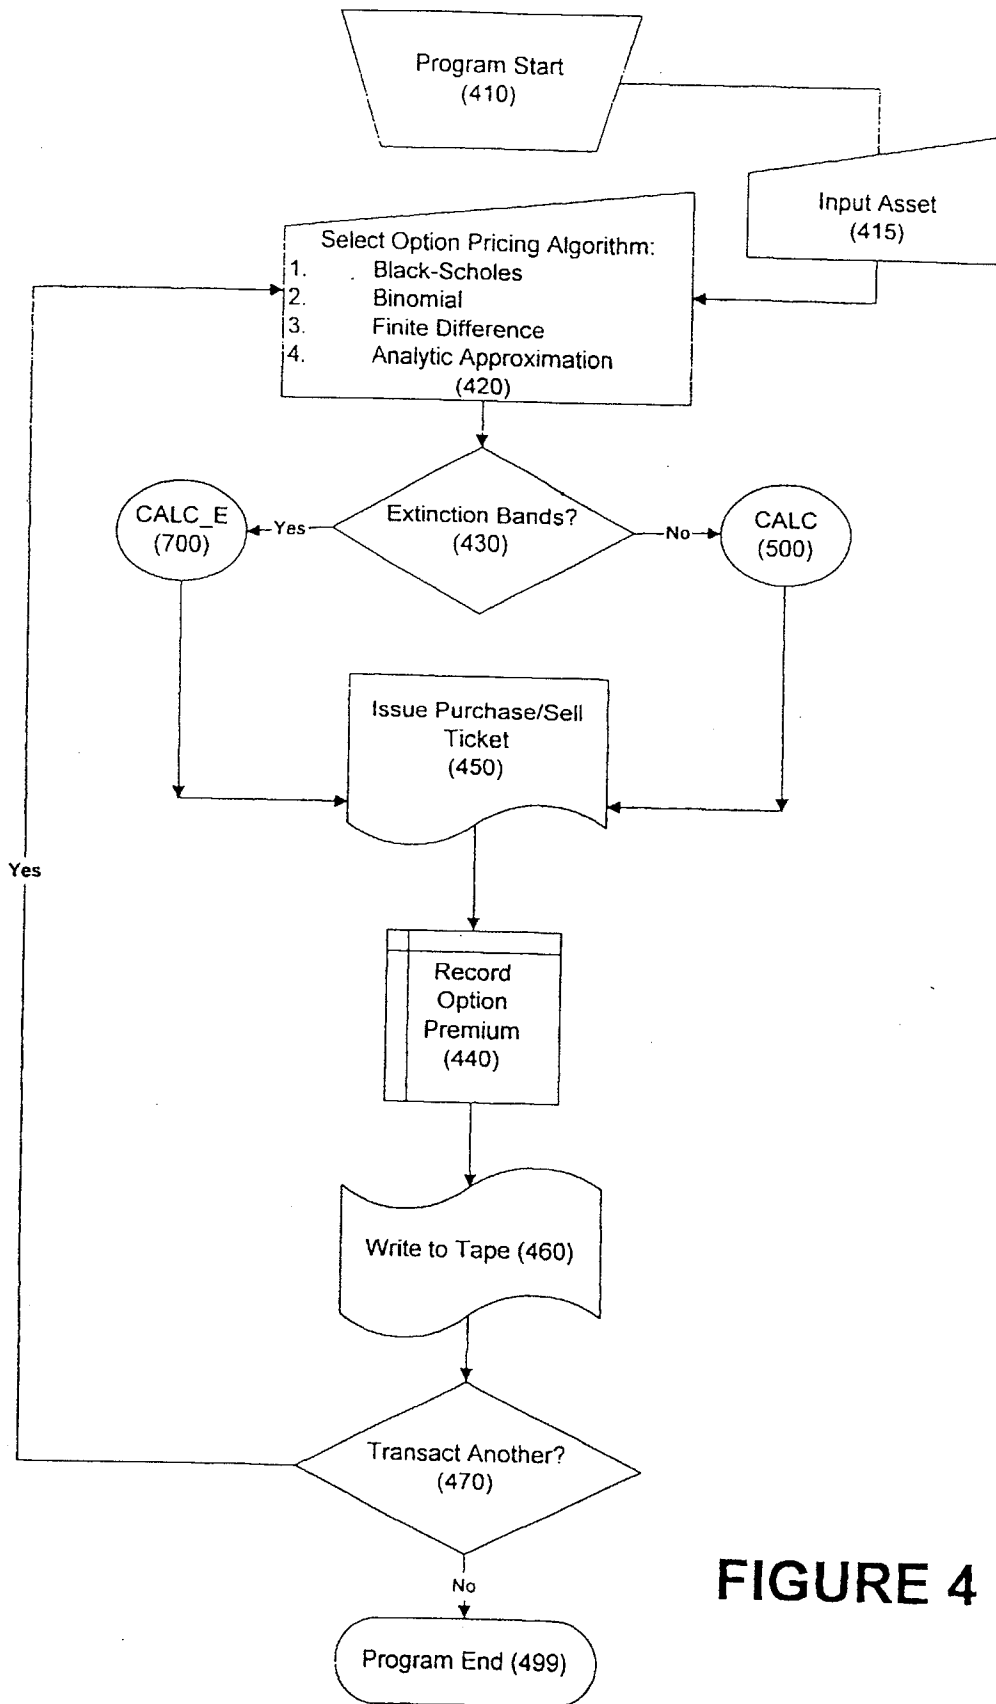 Program Start
(410)
Input Asset
(415)
Select Option Pricing Algorithm:
1. Black-Scholes
2. Binomial
3. Finite Difference
4. Analytic Approximation
(420)
Extinction Bands?
(430)
Yes
No
CALC_E
(700)
CALC
(500)
Issue Purchase/Sell
Ticket
(450)
Yes
Record
Option
Premium
(440)
Write to Tape (460)
Transact Another?
(470)
No
Program End (499)
FIGURE 4